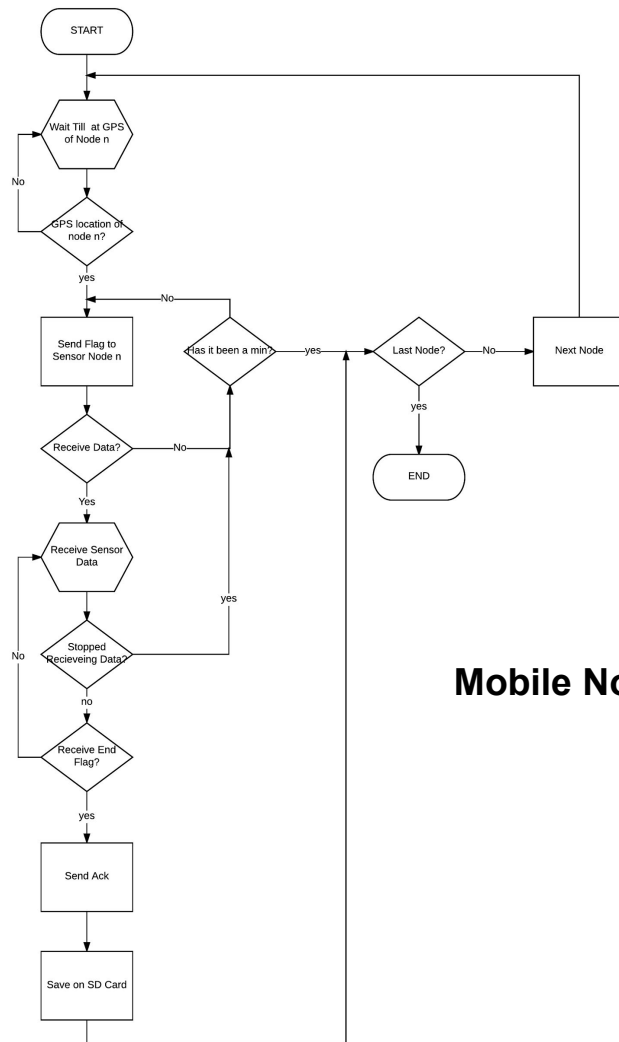 START
Wait Till at GPS
of Node n
No
GPS location of
node n?
yes
No
Send Flag to
Sensor Node n
Has it been a min?
yes
Last Node?
No
Next Node
yes
END
Receive Data?
No
Yes
Receive Sensor
Data
yes
Stopped
Recieveing Data?
No
no
Mobile No
Receive End
Flag?
yes
Send Ack
Save on SD Card